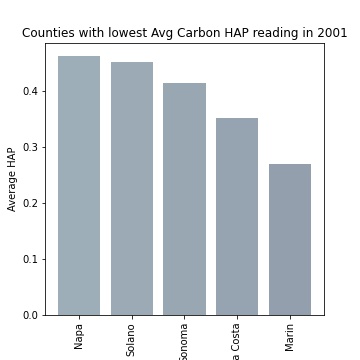 Counties with lowest Avg Carbon HAP reading in 2001
Average HAP
0.4
0.3
0.2
0.1
0.0
Napa
Solano
Sonoma
a Costa
Marin